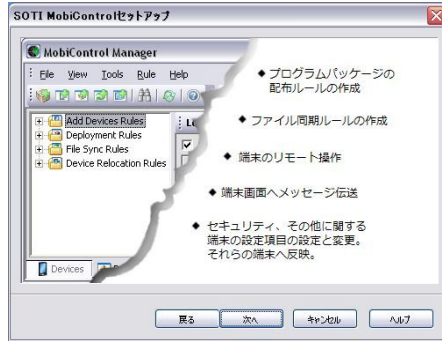 SOTI MobiControlセットアップ
MobiControl Manager
File View Tools Rule Help
Add Devices Rules
Deployment Rules
File Sync Rules
Device Relocation Rules
Devices
◆ プログラムパッケージの
配布ルールの作成
◆ ファイル同期ルールの作成
◆ 端末のリモート操作
◆ 端末画面へメッセージ伝送
◆ セキュリティ、その他に関する
端末の設定項目の設定と変更。
それらの端末へ反映。
戻る 次へ キャンセル ヘルプ